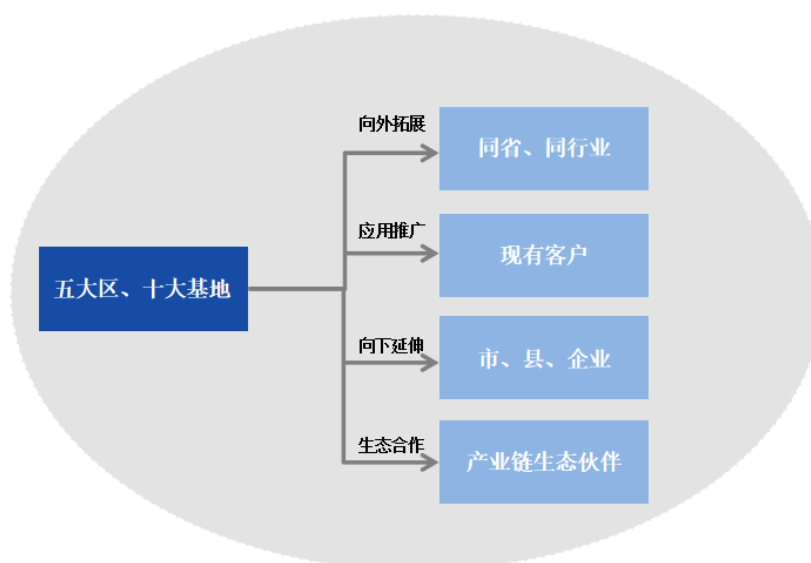 向外拓展
同省、同行业
应用推广
现有客户
五大区、十大基地
向下延伸
市、县、企业
生态合作
产业链生态伙伴